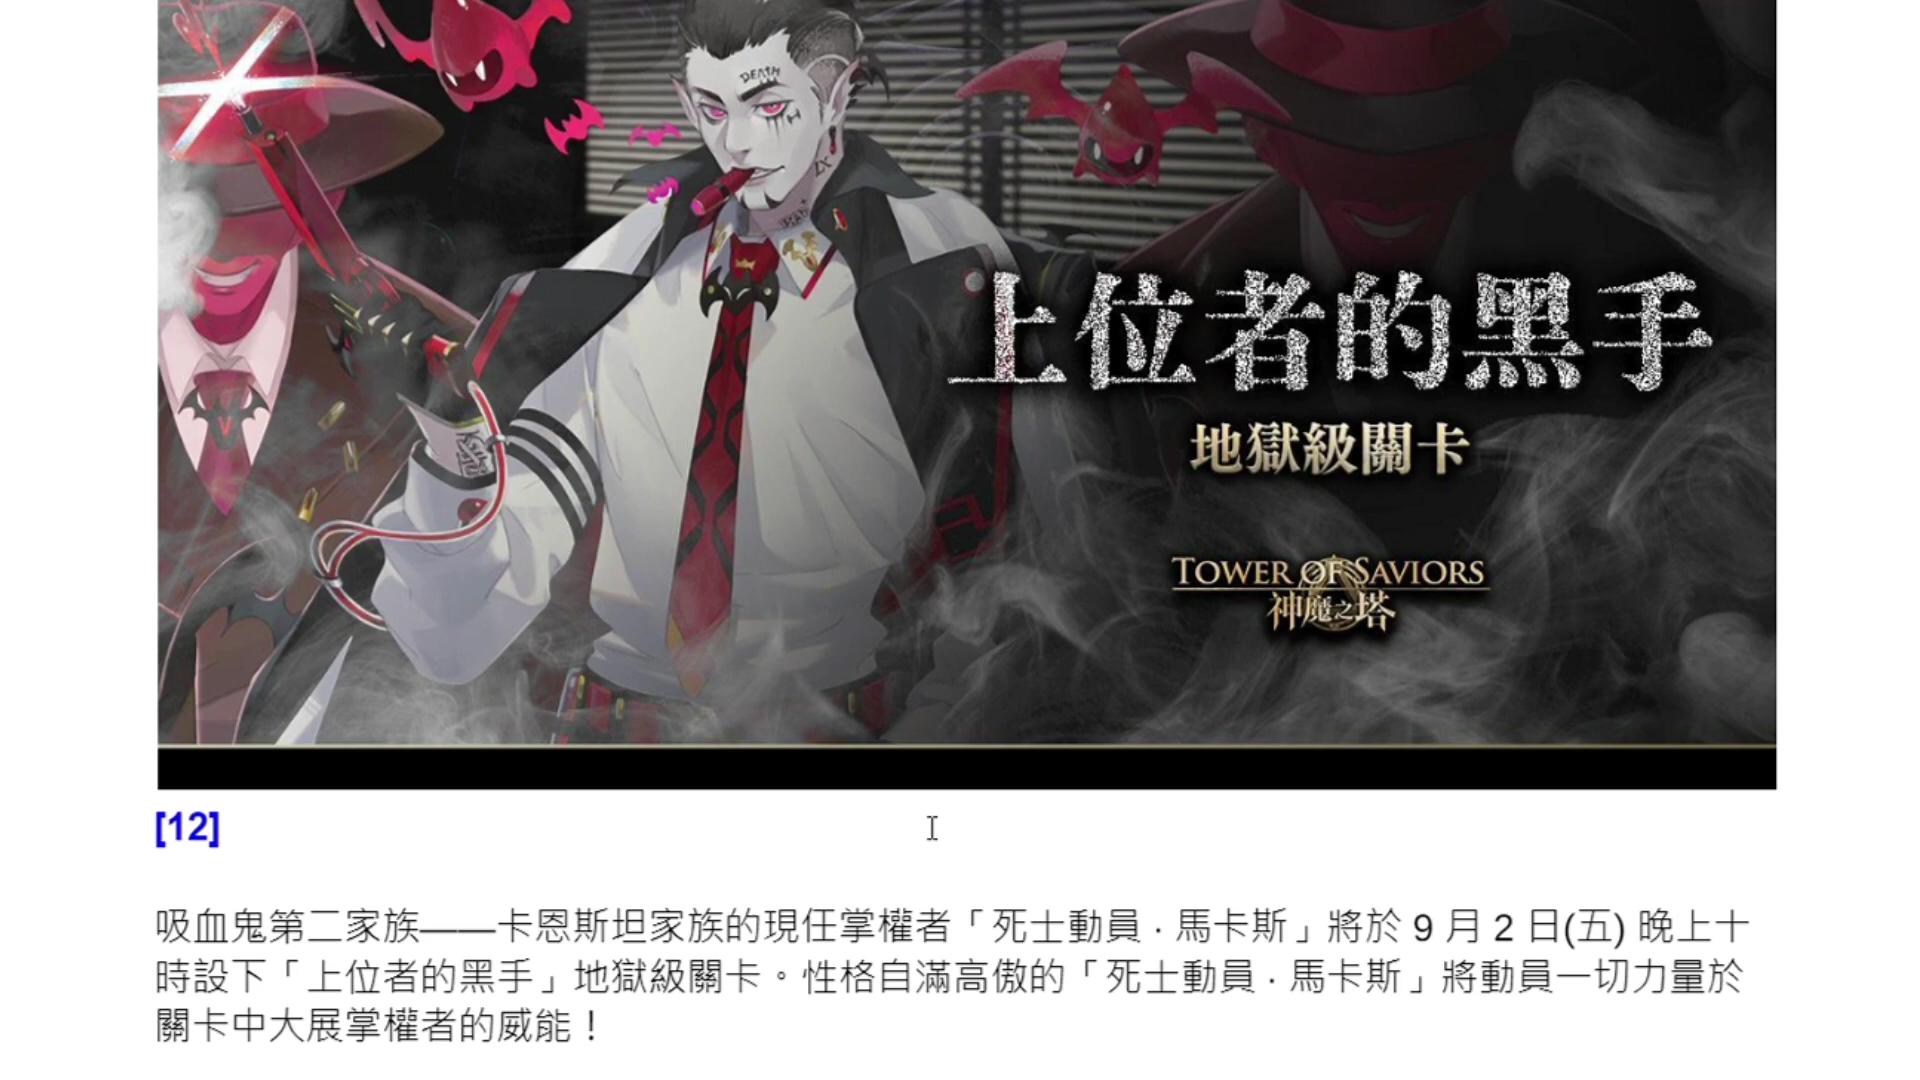 DEATH
上位者的黑手
地獄級關卡
TOWER OF SAVIORS
神魔之塔
[12]
吸血鬼第二家族——卡恩斯坦家族的現任掌權者「死士動員 · 馬卡斯」將於 9 月 2 日(五) 晚上十
時設下「上位者的黑手」地獄級關卡。性格自滿高傲的「死士動員 · 馬卡斯」將動員一切力量於
關卡中大展掌權者的威能！